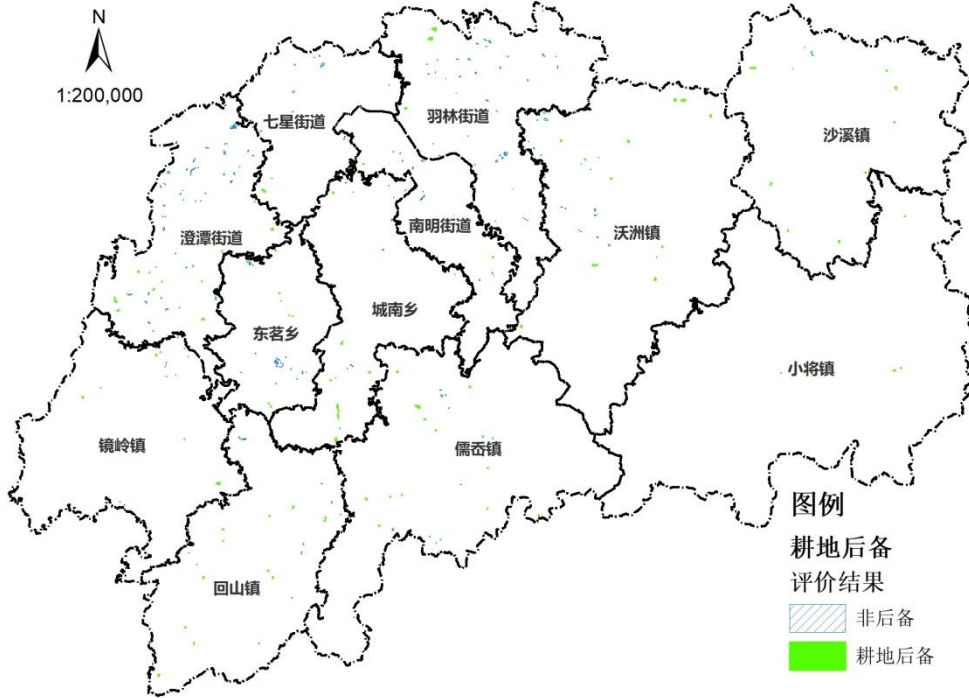 N
1:200,000
七星街道
羽林街道
沙溪镇
澄潭街道
南明街道
沃洲镇
东茗乡
城南乡
小将镇
镜岭镇
儒岙镇
回山镇
图例
耕地后备
评价结果
非后备
耕地后备